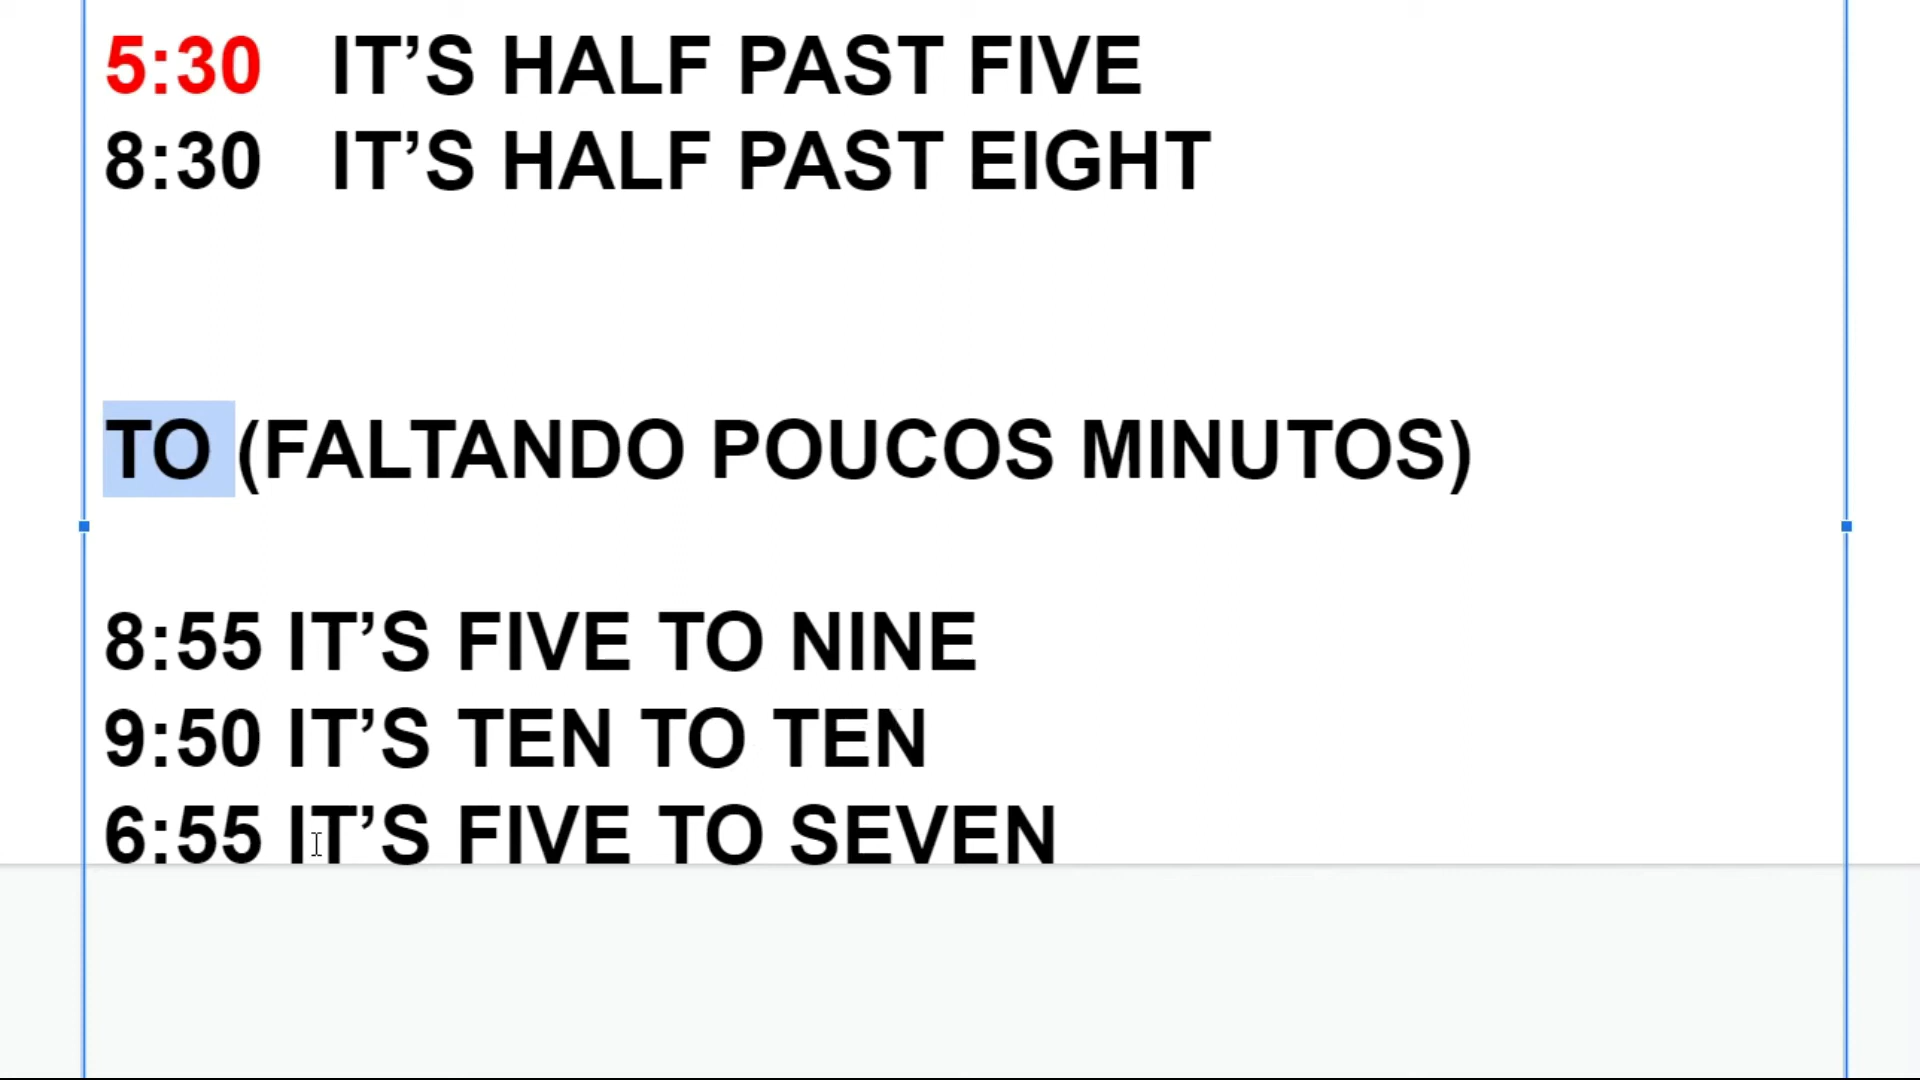 5:30 IT’S HALF PAST FIVE
8:30 IT’S HALF PAST EIGHT
TO (FALTANDO POUCOS MINUTOS)
8:55 IT’S FIVE TO NINE
9:50 IT’S TEN TO TEN
6:55 IT’S FIVE TO SEVEN